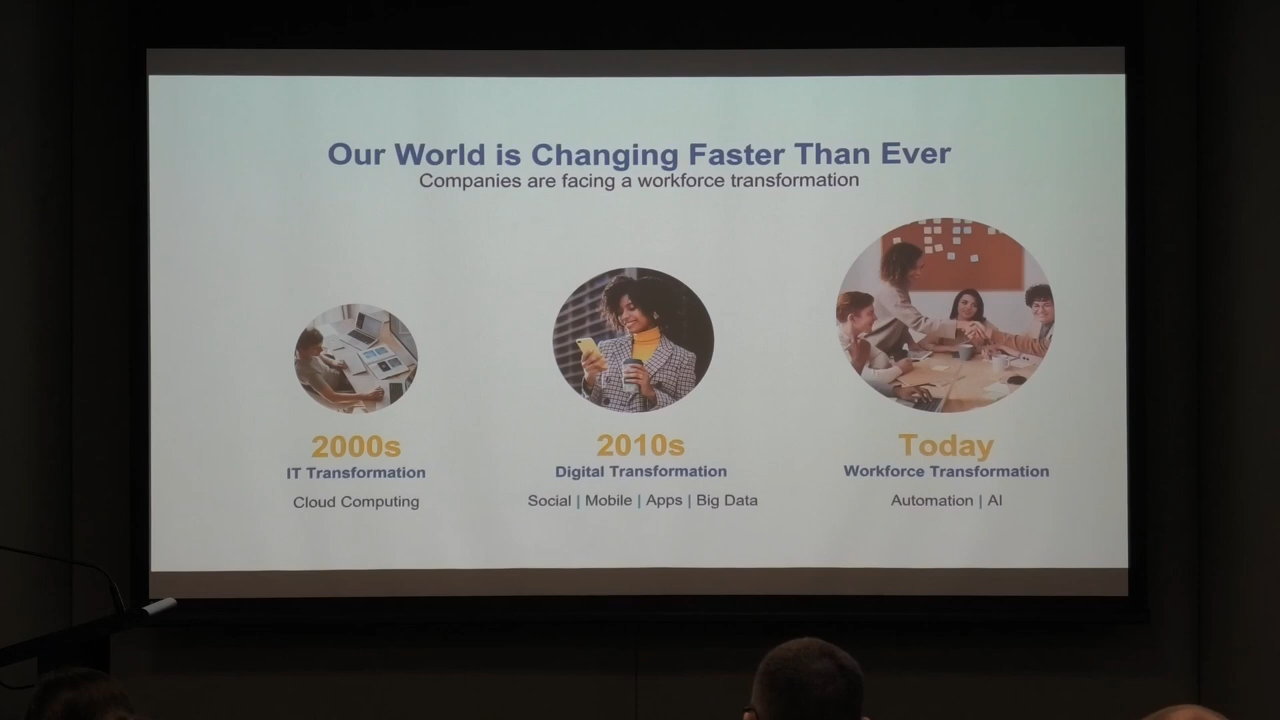 Our World is Changing Faster Than Ever
Companies are facing a workforce transformation
2000s
IT Transformation
Cloud Computing
2010s
Digital Transformation
Social | Mobile | Apps | Big Data
Today
Workforce Transformation
Automation | AI